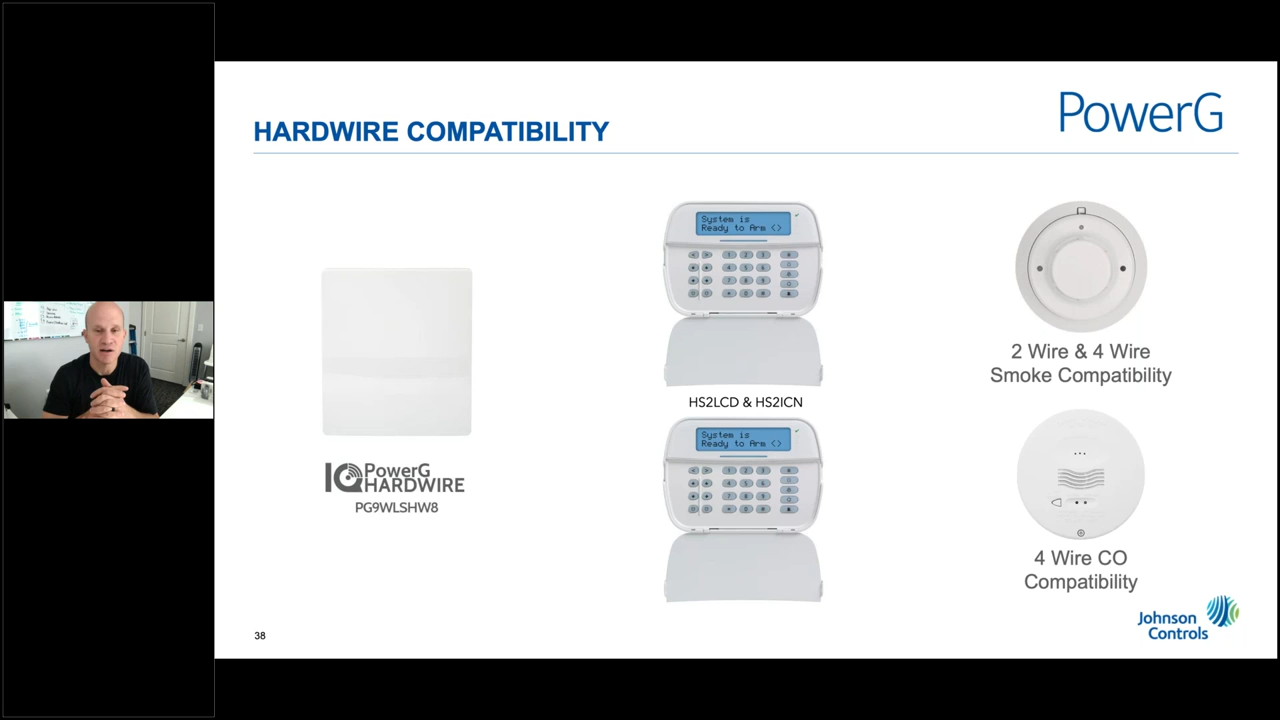 PowerG
HARDWIRE COMPATIBILITY
System is
Ready to Arm <>
HS2LCD & HS2ICN
System is
Ready to Arm <>
IQ PowerG
HARDWIRE
PG9WLSHW8
2 Wire & 4 Wire
Smoke Compatibility
4 Wire CO
Compatibility
Johnson
Controls
38